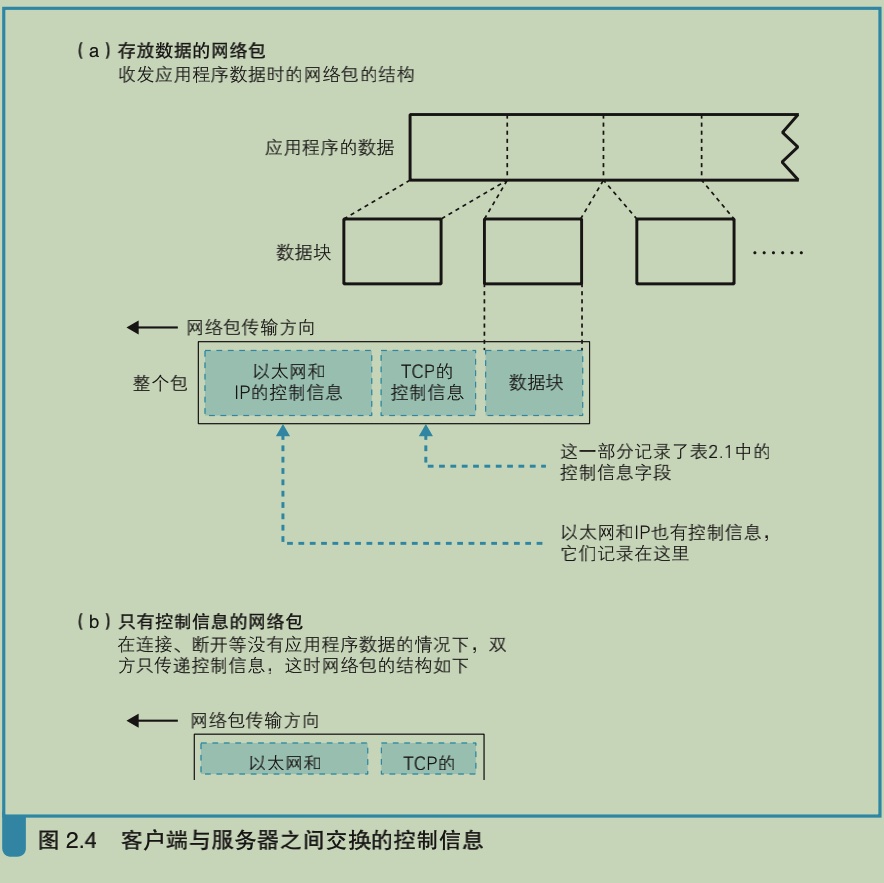 (a)存放数据的网络包
收发应用程序数据时的网络包的结构
应用程序的数据
数据块
······
网络包传输方向
整个包
以太网和
IP的控制信息
TCP的
控制信息
数据块
这一部分记录了表2.1中的
控制信息字段
以太网和IP也有控制信息，
它们记录在这里
(b)只有控制信息的网络包
在连接、断开等没有应用程序数据的情况下，双
方只传递控制信息，这时网络包的结构如下
网络包传输方向
以太网和
TCP的
图 2.4 客户端与服务器之间交换的控制信息